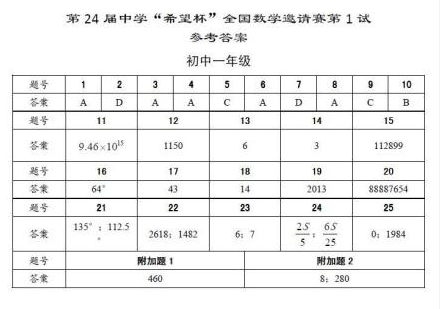 第 24 届中学“希望杯”全国数学邀请赛第 1 试
参考答案
初中一年级
题号 1 2 3 4 5 6 7 8 9 10
答案 A D A A C A D A C B
题号 11 12 13 14 15
答案 9.46×10¹⁵ 1150 6 3 112899
题号 16 17 18 19 20
答案 64° 43 14 2013 88887654
题号 21 22 23 24 25
答案 135°；112.5° 2618；1482 6；7 2S/5；6S/25 0；1984
题号 附加题 1 附加题 2
答案 460 8；280